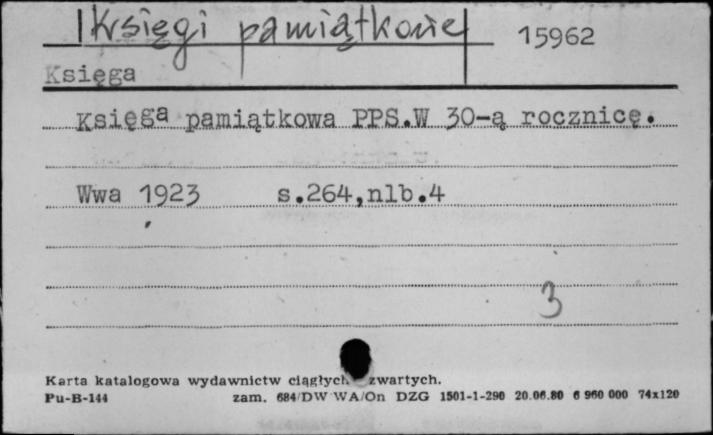 Księgi pamiątkowe 15962
Księga
Księga pamiątkowa PPS.W 30-ą rocznicę.
Wwa 1923 s.264,nlb.4
3
Karta katalogowa wydawnictw ciągłych zwartych.
Pu-B-144 zam. 684/DW WA/On DZG 1501-1-290 20.06.80 6 960 000 74x120